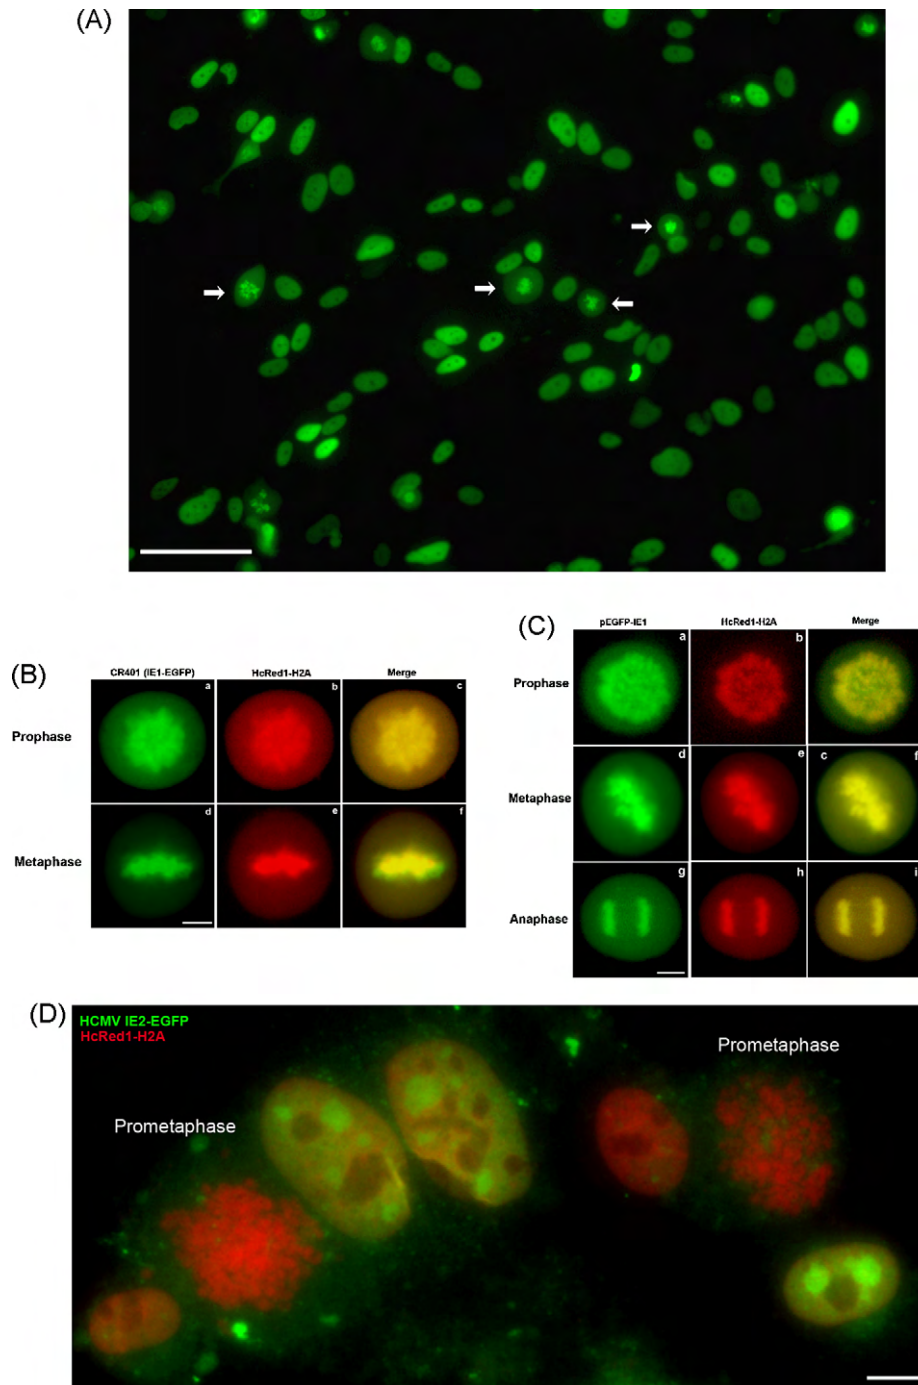 (A)
(B)
CR401 (IE1-EGFP) HcRed1-H2A Merge
a b c
Prophase
d e f
Metaphase
(C)
pEGFP-IE1 HcRed1-H2A Merge
a b
Prophase
d e c f
Metaphase
g h i
Anaphase
(D)
HCMV IE2-EGFP
HcRed1-H2A
Prometaphase
Prometaphase